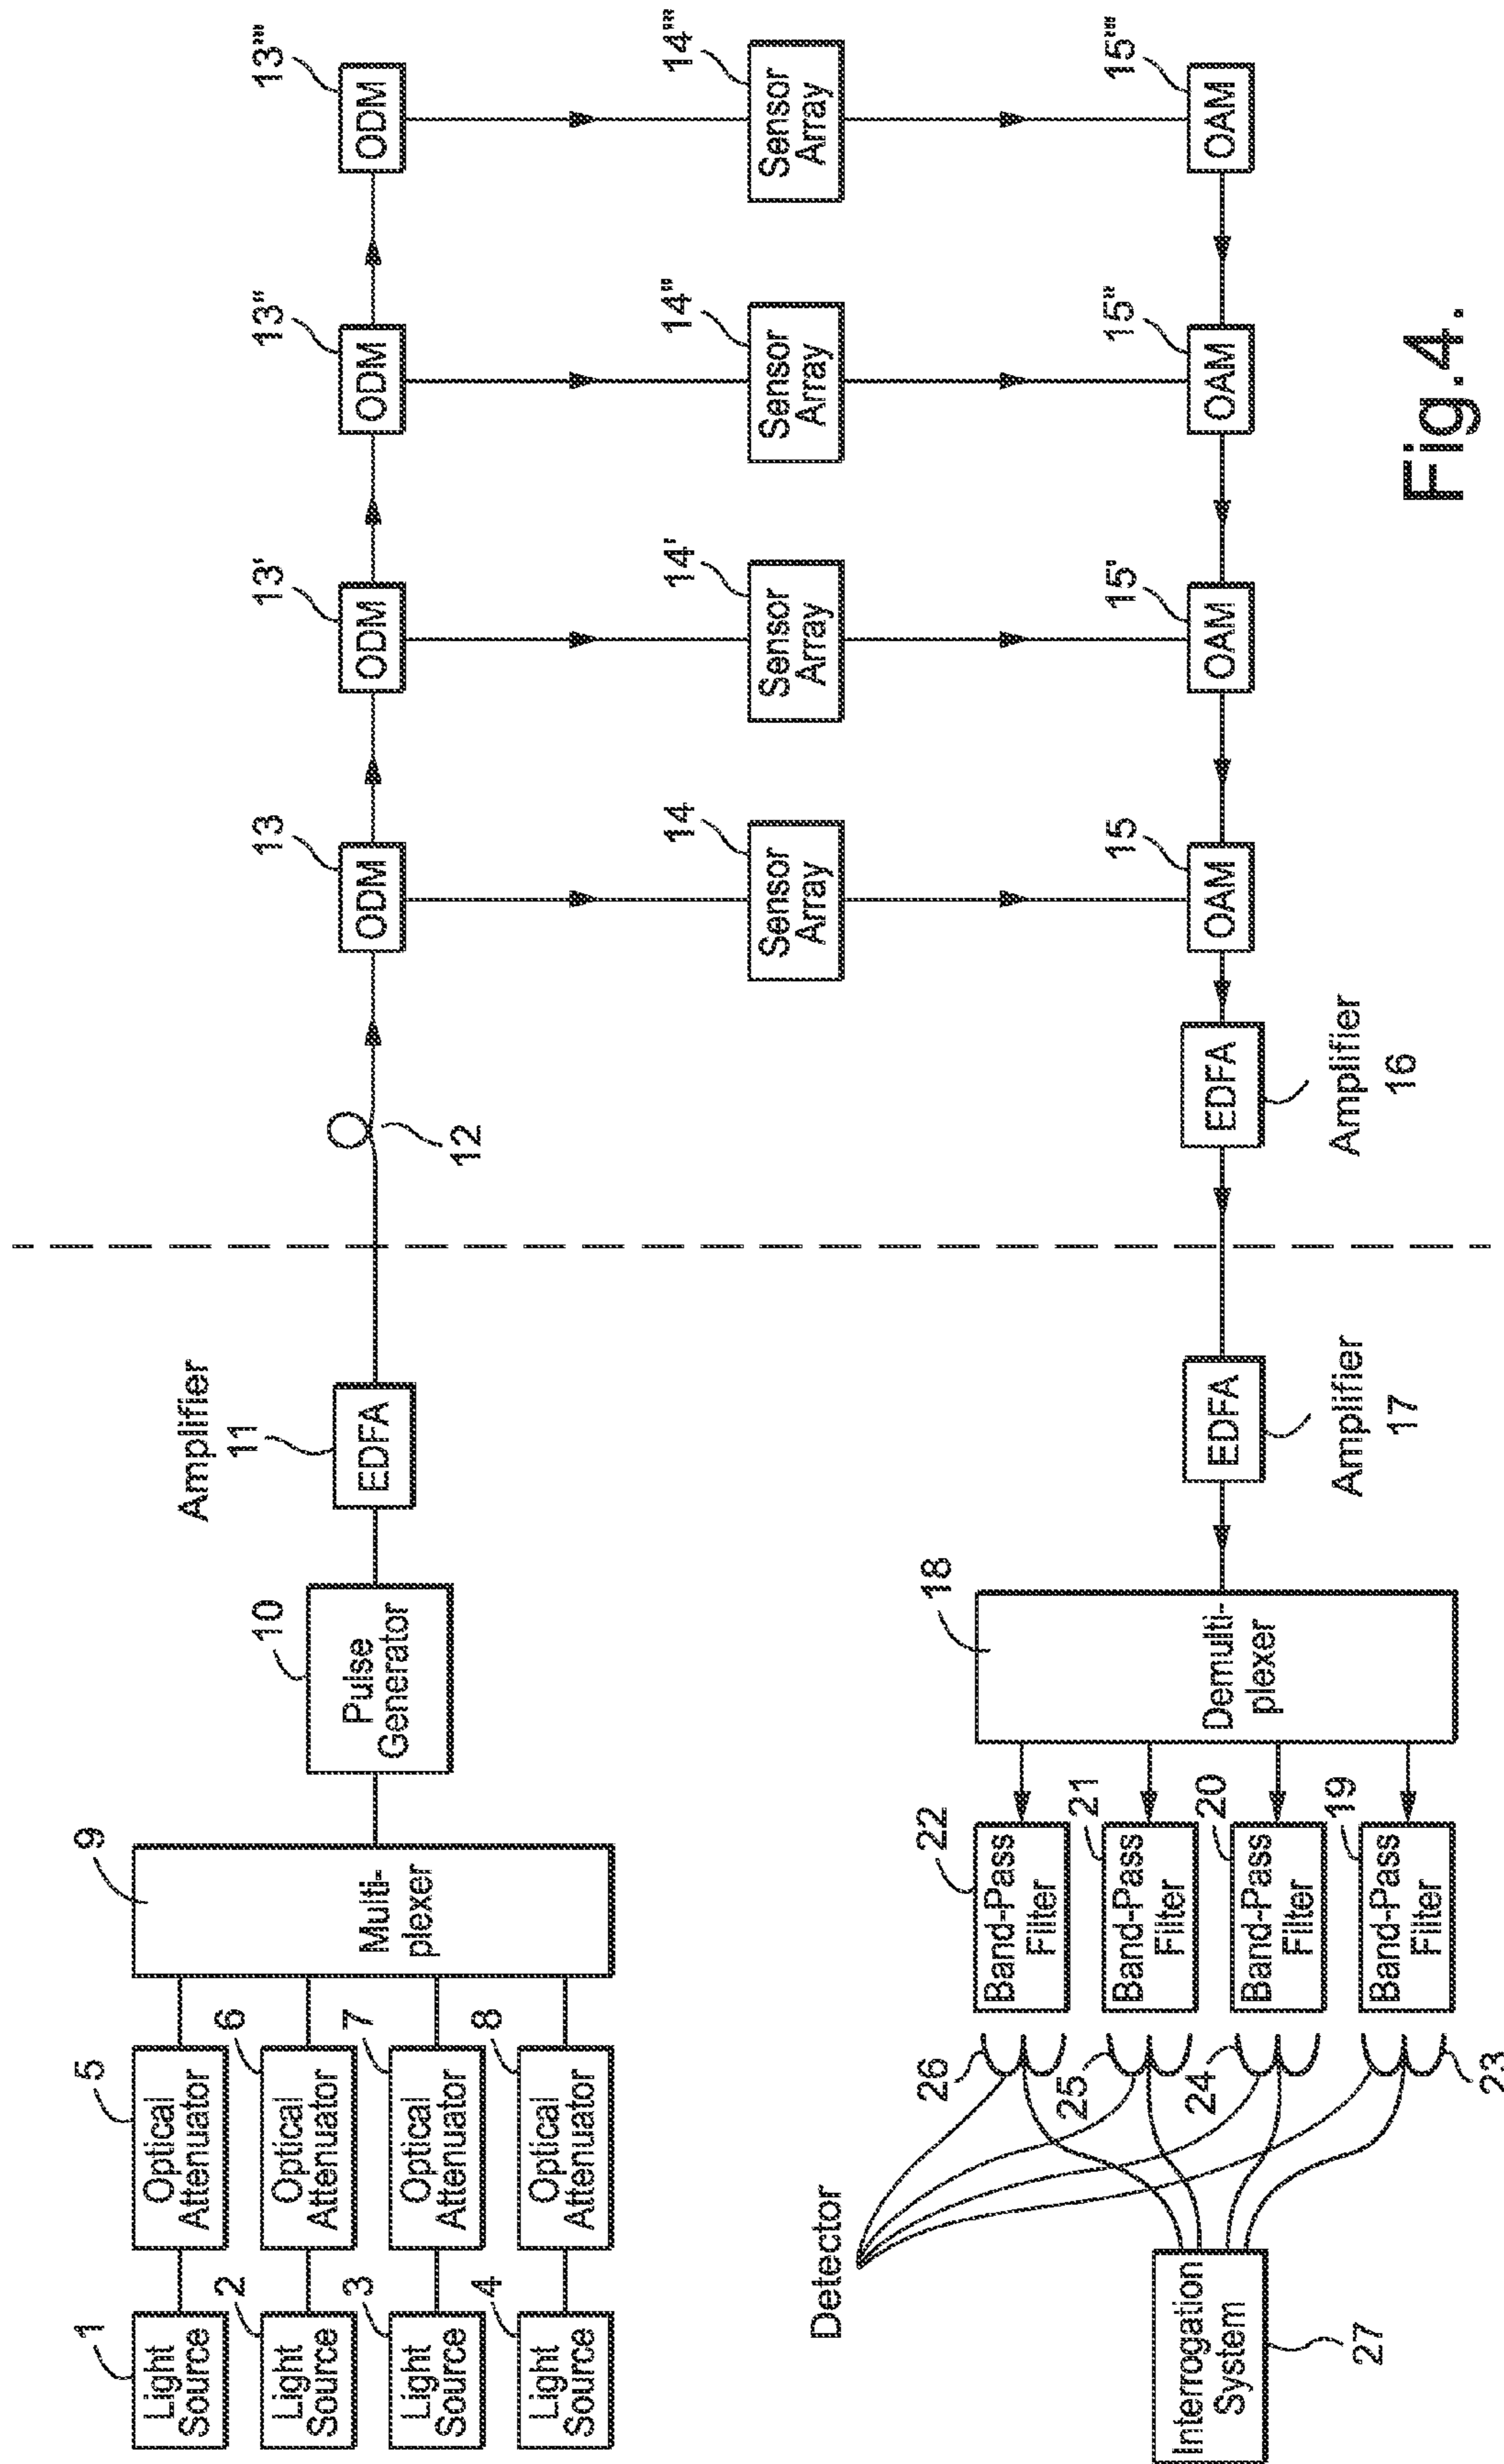 1
Light
Source
2
Light
Source
3
Light
Source
4
Light
Source
5
Optical
Attenuator
6
Optical
Attenuator
7
Optical
Attenuator
8
Optical
Attenuator
9
Multi-
plexer
10
Pulse
Generator
Amplifier
11
EDFA
12
13
ODM
13'
ODM
13"
ODM
13'''
ODM
14
Sensor
Array
14'
Sensor
Array
14"
Sensor
Array
14'''
Sensor
Array
15
OAM
15'
OAM
15"
OAM
15'''
OAM
EDFA
Amplifier
16
EDFA
Amplifier
17
18
Demulti-
plexer
22
Band-Pass
Filter
21
Band-Pass
Filter
20
Band-Pass
Filter
19
Band-Pass
Filter
26
25
24
23
Detector
Interrogation
System
27
Fig.4.